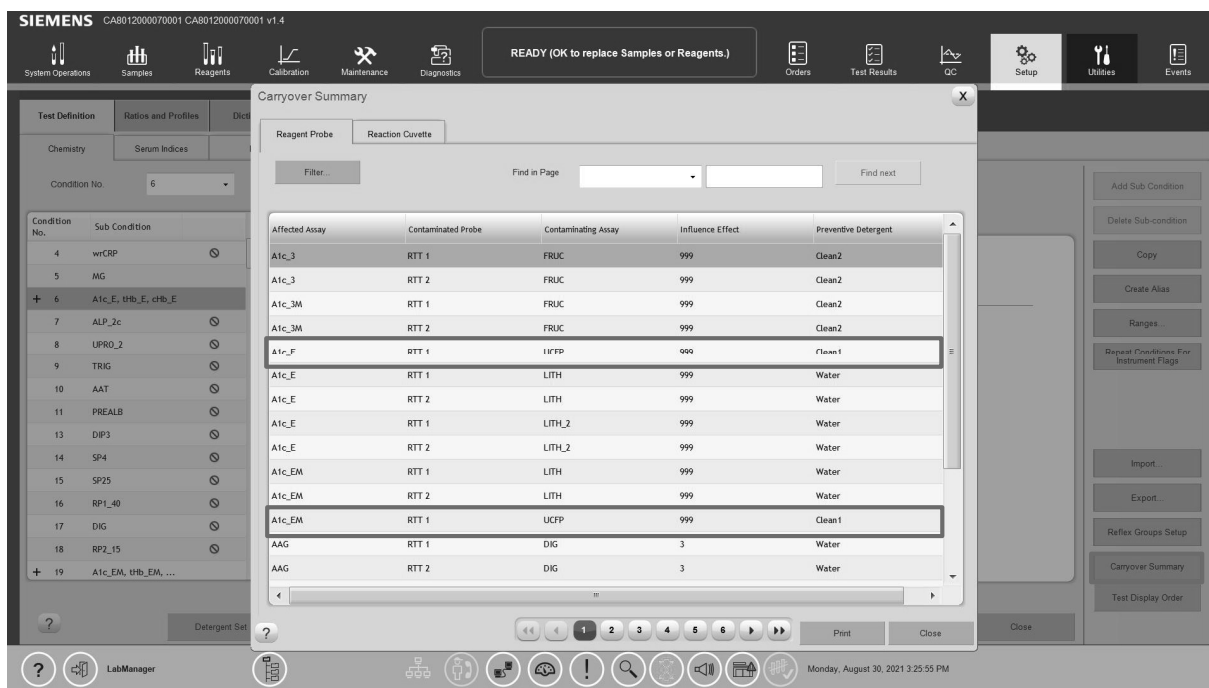 SIEMENS CA8012000070001 CA8012000070001 v1.4
System Operations Samples Reagents Calibration Maintenance Diagnostics READY (OK to replace Samples or Reagents.) Orders Test Results QC Setup Utilities Events
Carryover Summary X
Test Definition Ratios and Profiles
Reagent Probe Reaction Cuvette
Chemistry Serum Indices
Filter... Find in Page Find next
Condition No. 6
Add Sub Condition
Delete Sub-condition
Copy
Create Alias
Ranges...
Repeat Conditions For
Instrument Flags
Import...
Export...
Reflex Groups Setup
Carryover Summary
Test Display Order
Condition No. Sub Condition
4 wrCRP
5 MG
+ 6 A1c_E, tHb_E, cHb_E
7 ALP_2c
8 UPRO_2
9 TRIG
10 AAT
11 PREALB
13 DIP3
14 SP4
15 SP25
16 RP1_40
17 DIG
18 RP2_15
+ 19 A1c_EM, tHb_EM, ...
Affected Assay Contaminated Probe Contaminating Assay Influence Effect Preventive Detergent
A1c_3 RTT 1 FRUC 999 Clean2
A1c_3 RTT 2 FRUC 999 Clean2
A1c_3M RTT 1 FRUC 999 Clean2
A1c_3M RTT 2 FRUC 999 Clean2
A1c_E RTT 1 UCFP 999 Clean1
A1c_E RTT 1 LITH 999 Water
A1c_E RTT 2 LITH 999 Water
A1c_E RTT 1 LITH_2 999 Water
A1c_E RTT 2 LITH_2 999 Water
A1c_EM RTT 1 LITH 999 Water
A1c_EM RTT 2 LITH 999 Water
A1c_EM RTT 1 UCFP 999 Clean1
AAG RTT 1 DIG 3 Water
AAG RTT 2 DIG 3 Water
? Detergent Set ? 1 2 3 4 5 6 Print Close Close
? LabManager ! Monday, August 30, 2021 3:25:55 PM